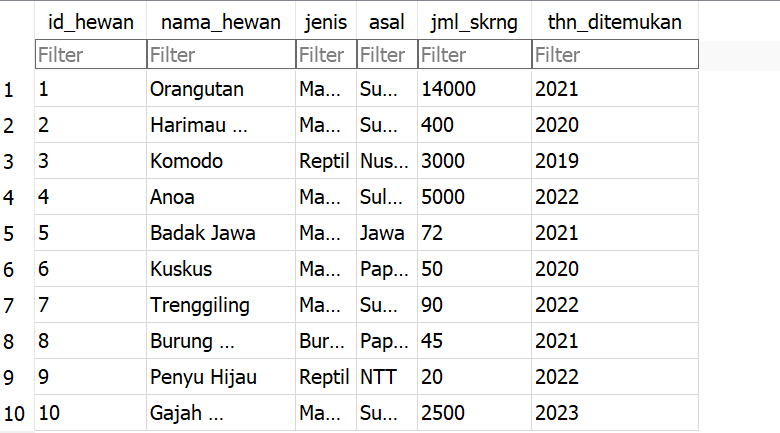 id_hewan nama_hewan jenis asal jml_skrng thn_ditemukan
Filter Filter Filter Filter Filter Filter
1 1 Orangutan Ma... Su... 14000 2021
2 2 Harimau ... Ma... Su... 400 2020
3 3 Komodo Reptil Nus... 3000 2019
4 4 Anoa Ma... Sul... 5000 2022
5 5 Badak Jawa Ma... Jawa 72 2021
6 6 Kuskus Ma... Pap... 50 2020
7 7 Trenggiling Ma... Su... 90 2022
8 8 Burung ... Bur... Pap... 45 2021
9 9 Penyu Hijau Reptil NTT 20 2022
10 10 Gajah ... Ma... Su... 2500 2023